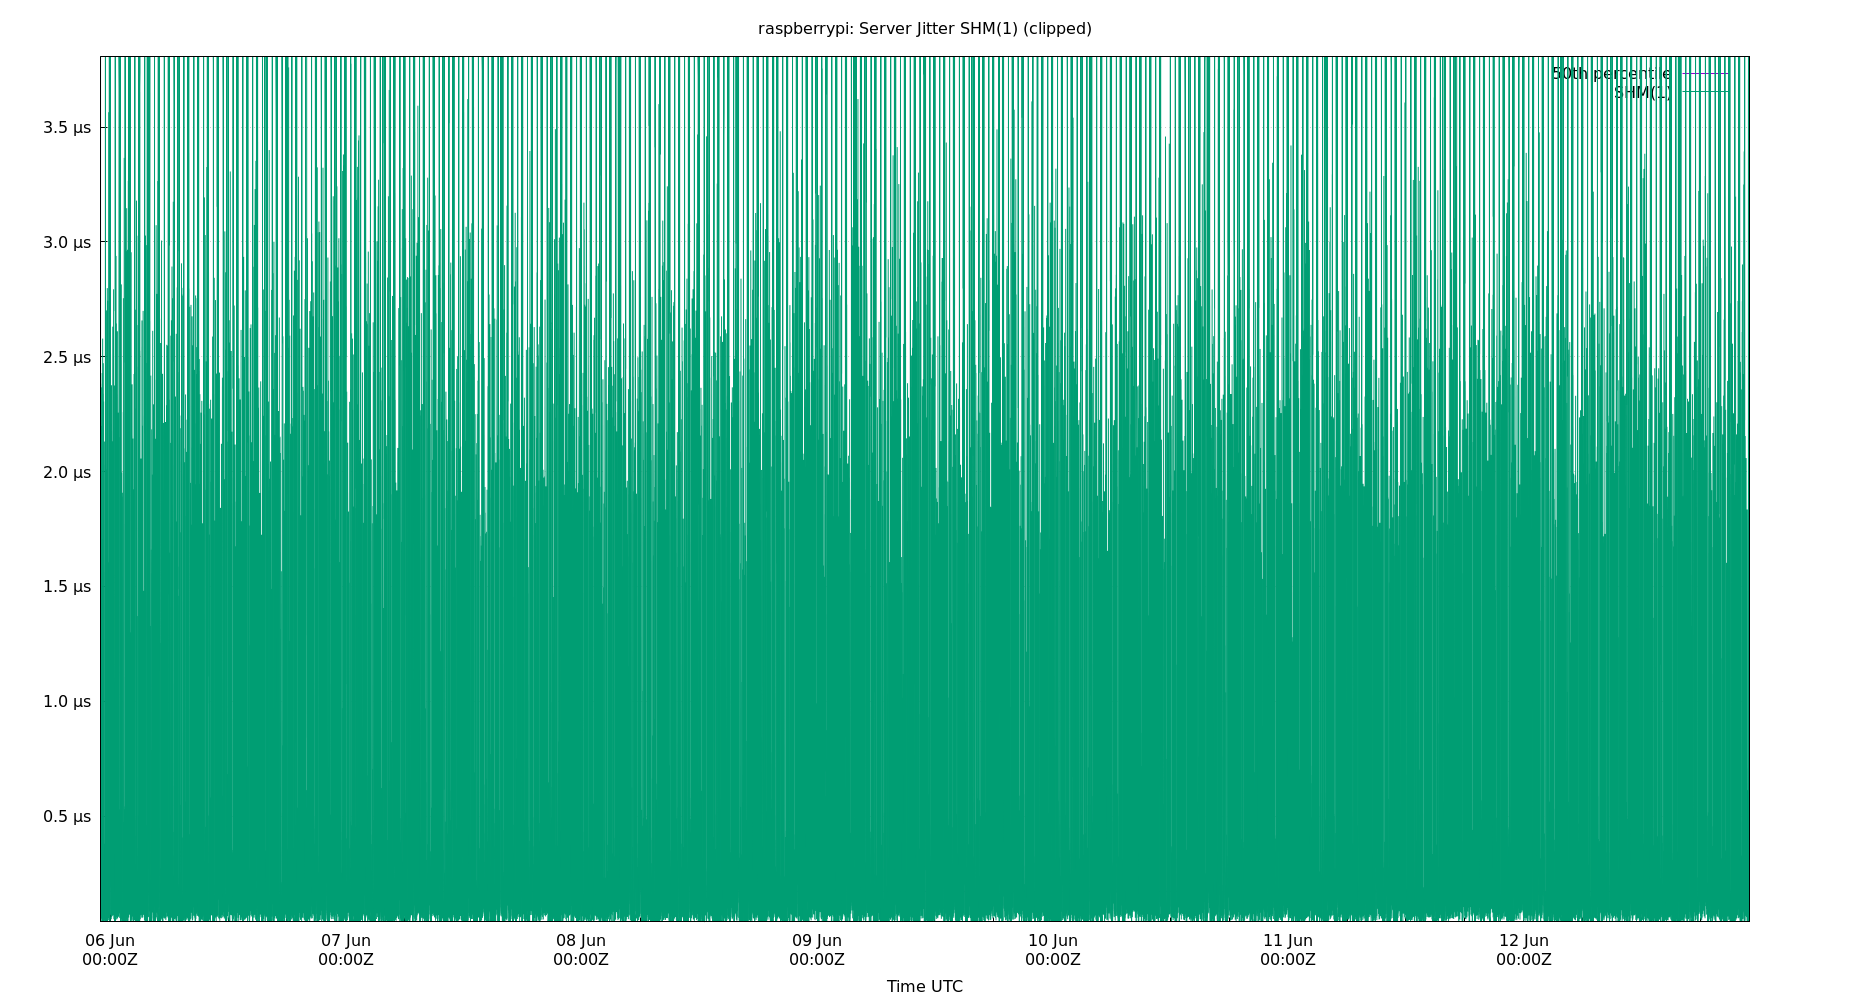 raspberrypi: Server Jitter SHM(1) (clipped)
50th percentile
SHM(1)
3.5 µs
3.0 µs
2.5 µs
2.0 µs
1.5 µs
1.0 µs
0.5 µs
06 Jun 07 Jun 08 Jun 09 Jun 10 Jun 11 Jun 12 Jun
00:00Z 00:00Z 00:00Z 00:00Z 00:00Z 00:00Z 00:00Z
Time UTC